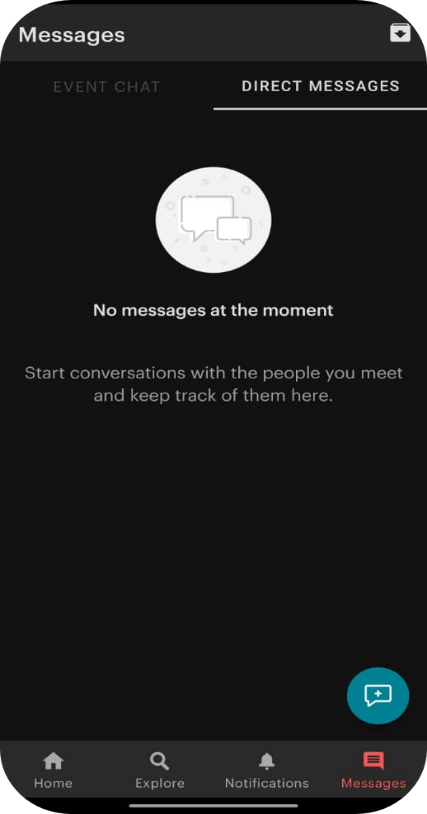 Messages
EVENT CHAT
DIRECT MESSAGES
No messages at the moment
Start conversations with the people you meet
and keep track of them here.
Home
Explore
Notifications
Messages